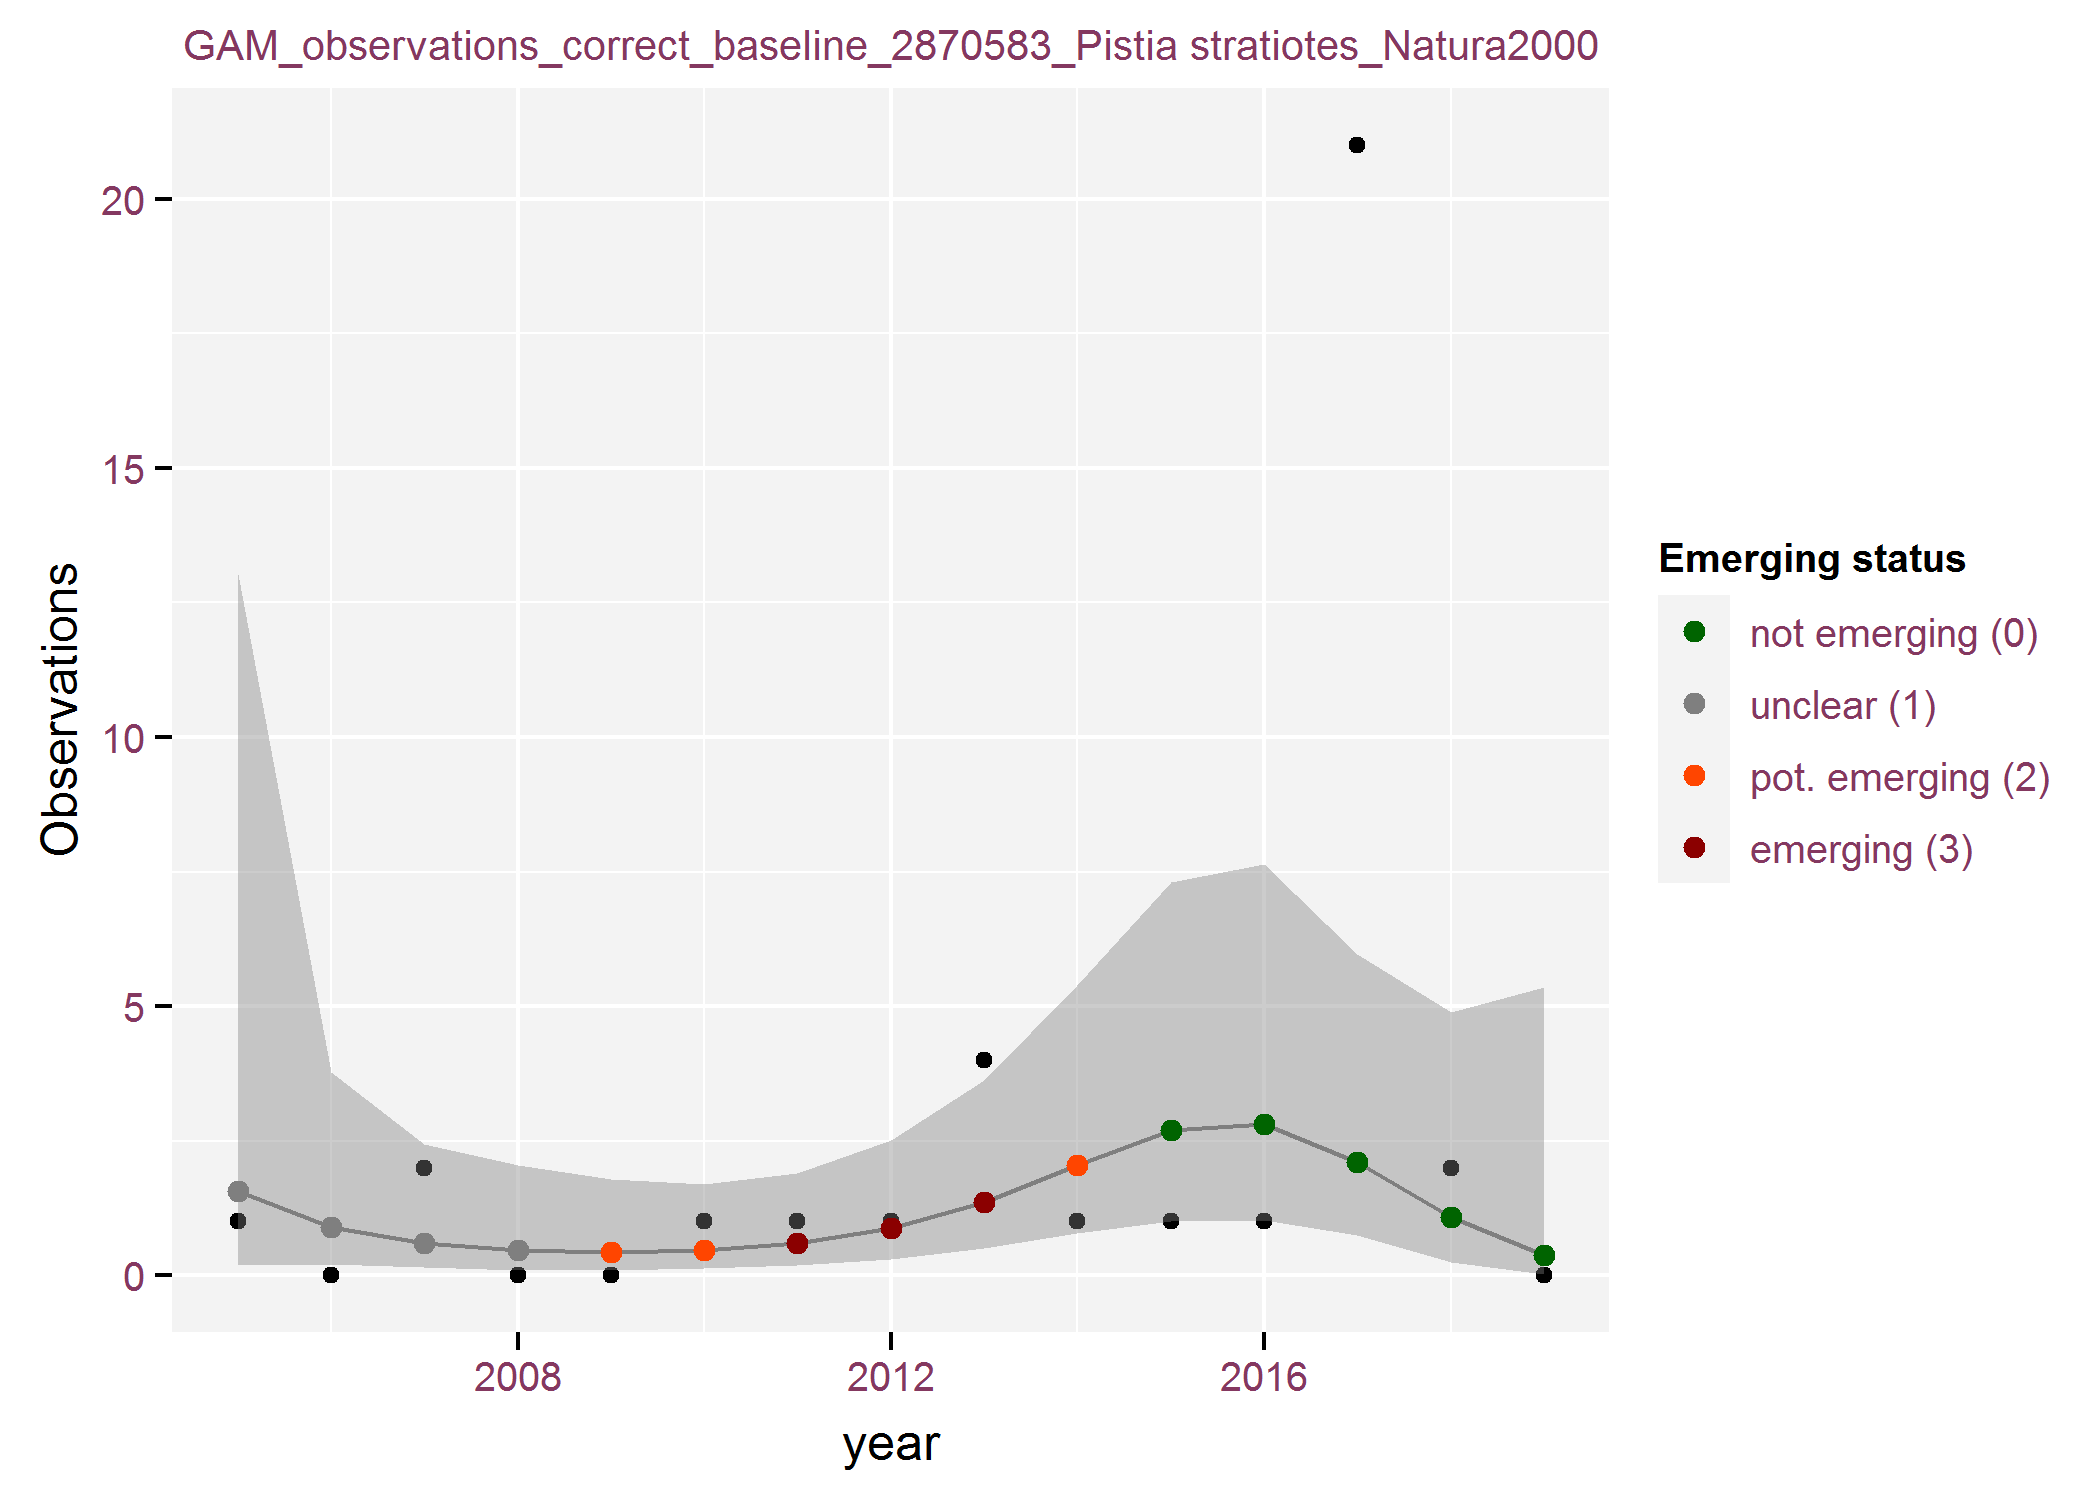 GAM_observations_correct_baseline_2870583_Pistia stratiotes_Natura2000
20
15
10
5
0
Observations
2008
2012
2016
year
Emerging status
not emerging (0)
unclear (1)
pot. emerging (2)
emerging (3)